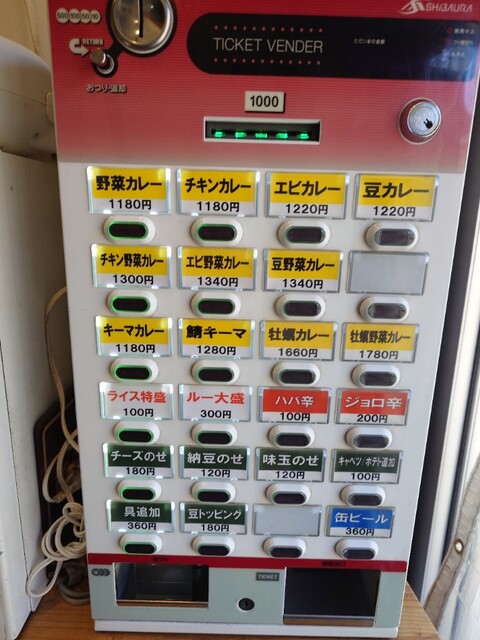 500 100 50 10
RETURN
おつり・返却
SHIBAURA
TICKET VENDER
ただいまの金額
1000
野菜カレー
1180円
チキンカレー
1180円
エビカレー
1220円
豆カレー
1220円
チキン野菜カレー
1300円
エビ野菜カレー
1340円
豆野菜カレー
1340円
キーマカレー
1180円
鯖キーマ
1280円
牡蠣カレー
1660円
牡蠣野菜カレー
1780円
ライス特盛
100円
ルー大盛
300円
ハバ辛
100円
ジョロ辛
200円
チーズのせ
180円
納豆のせ
120円
味玉のせ
120円
キャベツ/ポテト追加
100円
具追加
360円
豆トッピング
180円
缶ビール
360円
TICKET